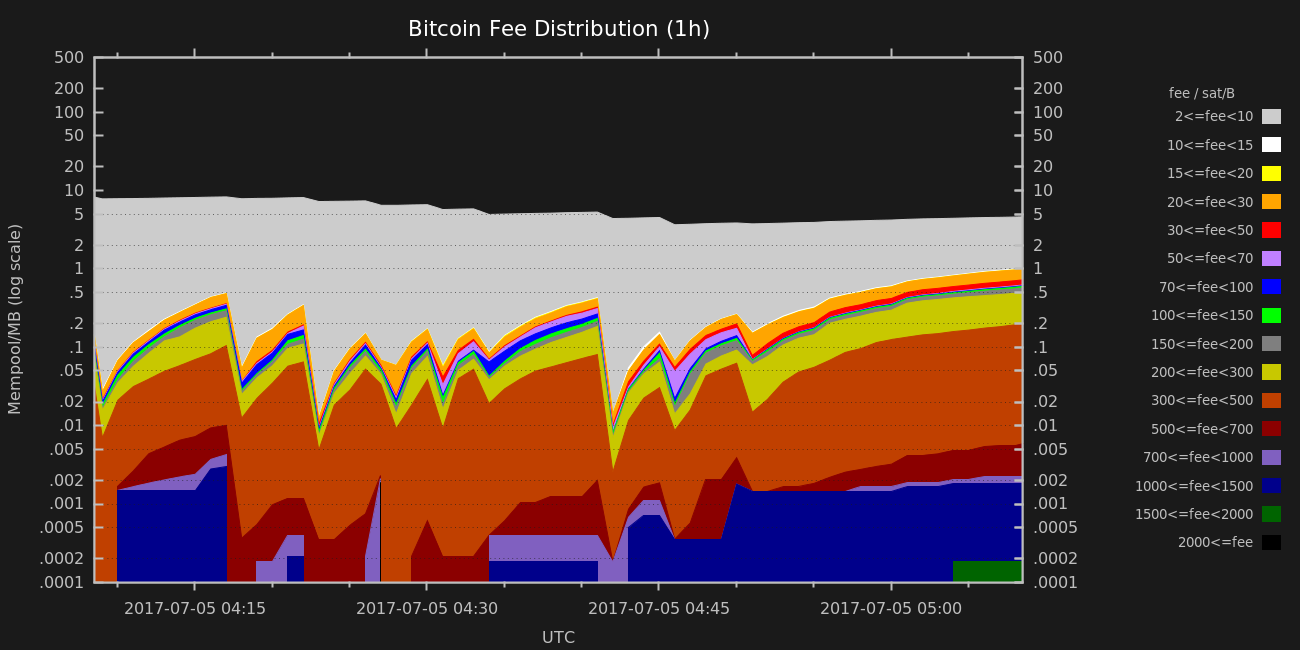 Bitcoin Fee Distribution (1h)
Mempool/MB (log scale)
500
200
100
50
20
10
5
2
1
.5
.2
.1
.05
.02
.01
.005
.002
.001
.0005
.0002
.0001
500
200
100
50
20
10
5
2
1
.5
.2
.1
.05
.02
.01
.005
.002
.001
.0005
.0002
.0001
2017-07-05 04:15
2017-07-05 04:30
2017-07-05 04:45
2017-07-05 05:00
UTC
fee / sat/B
2<=fee<10
10<=fee<15
15<=fee<20
20<=fee<30
30<=fee<50
50<=fee<70
70<=fee<100
100<=fee<150
150<=fee<200
200<=fee<300
300<=fee<500
500<=fee<700
700<=fee<1000
1000<=fee<1500
1500<=fee<2000
2000<=fee